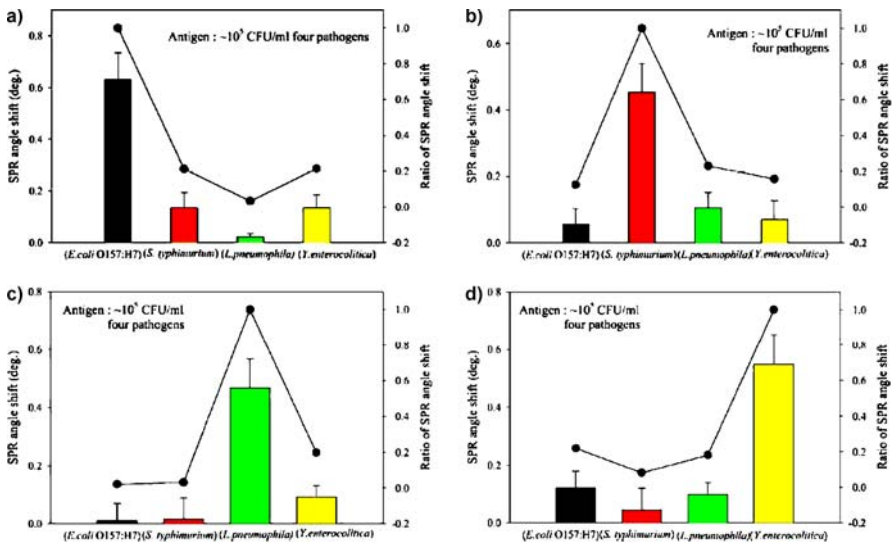 a)
Antigen : ~10⁵ CFU/ml four pathogens
SPR angle shift (deg.)
0.8
0.6
0.4
0.2
0.0
Ratio of SPR angle shift
1.0
0.8
0.6
0.4
0.2
0.0
-0.2
(E.coli O157:H7) (S. typhimurium) (L.pneumophila) (Y.enterocolitica)
b)
Antigen : ~10⁵ CFU/ml
four pathogens
SPR angle shift (deg.)
0.6
0.4
0.2
0.0
Ratio of SPR angle shift
1.0
0.8
0.6
0.4
0.2
0.0
-0.2
(E.coli O157:H7) (S. typhimurium)(L.pneumophila)(Y.enterocolitica)
c)
Antigen : ~10⁵ CFU/ml
four pathogens
SPR angle shift (deg.)
0.8
0.6
0.4
0.2
0.0
Ratio of SPR angle shift
1.0
0.8
0.6
0.4
0.2
0.0
-0.2
(E.coli O157:H7)(S. typhimurium) (L.pneumophila) (Y.enterocolitica)
d)
Antigen : ~10⁵ CFU/ml
four pathogens
SPR angle shift (deg.)
0.8
0.6
0.4
0.2
0.0
Ratio of SPR angle shift
1.0
0.8
0.6
0.4
0.2
0.0
-0.2
(E.coli O157:H7)(S. typhimurium) (L.pneumophila)(Y.enterocolitica)